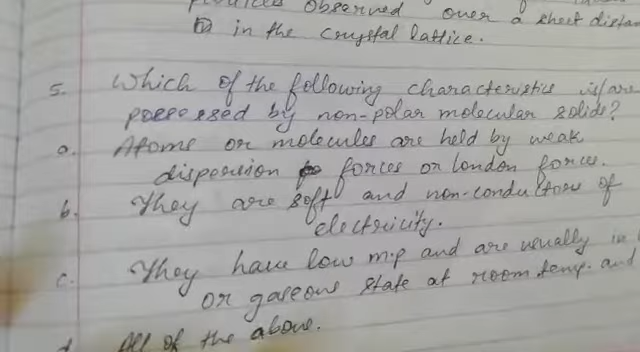 observed over a short distan
in the crystal lattice.
5. Which of the following characteristics is/are
possessed by non-polar molecular solids?
a. Atoms or molecules are held by weak
dispersion forces or london forces.
b. They are soft and non-conductors of
electricity.
c. They have low m.p and are usually in
or gaseous state at room temp. and
All of the above.